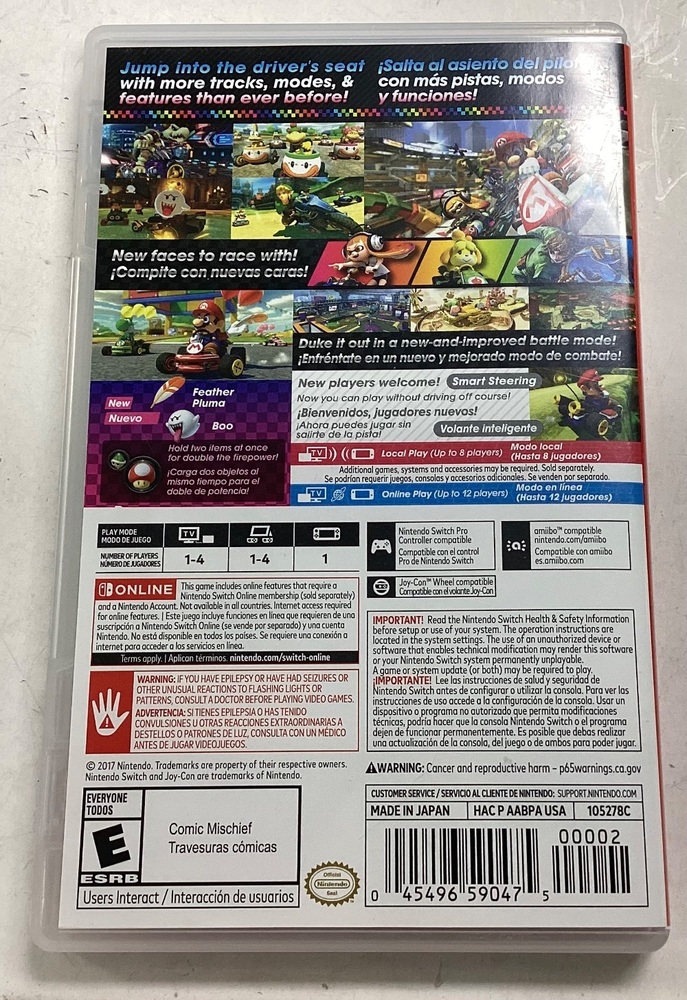 Jump into the driver's seat
with more tracks, modes, &
features than ever before!
¡Salta al asiento del
con más pistas, modos
y funciones!
New faces to race with!
¡Compite con nuevas caras!
Duke it out in a new-and-improved battle mode!
¡Enfréntate en un nuevo y mejorado modo de combate!
New
Nuevo
Feather
Pluma
Boo
Hold two items at once
for double the firepower!
¡Carga dos objetos al
mismo tiempo para el
doble de potencia!
New players welcome! Smart Steering
Now you can play without driving off course!
¡Bienvenidos, jugadores nuevos!
¡Ahora puedes jugar sin
salirte de la pista!
Volante inteligente
TV Local Play (Up to 8 players) Modo local
(Hasta 8 jugadores)
Additional games, systems and accessories may be required. Sold separately.
Se podrían requerir juegos, consolas y accesorios adicionales. Se venden por separado.
TV Online Play (Up to 12 players) Modo en línea
(Hasta 12 jugadores)
PLAY MODE
MODO DE JUEGO
TV
NUMBER OF PLAYERS
NÚMERO DE JUGADORES
1-4 1-4 1
Nintendo Switch Pro
Controller compatible
Compatible con el control
Pro de Nintendo Switch
amiibo™ compatible
nintendo.com/amiibo
Compatible con amiibo
es.amiibo.com
Joy-Con™ Wheel compatible
Compatible con el volante Joy-Con
ONLINE This game includes online features that require a
Nintendo Switch Online membership (sold separately)
and a Nintendo Account. Not available in all countries. Internet access required
for online features. | Este juego incluye funciones en línea que requieren de una
suscripción a Nintendo Switch Online (se vende por separado) y una cuenta
Nintendo. No está disponible en todos los países. Se requiere una conexión a
internet para acceder a los servicios en línea.
Terms apply. | Aplican términos. nintendo.com/switch-online
WARNING: IF YOU HAVE EPILEPSY OR HAVE HAD SEIZURES OR
OTHER UNUSUAL REACTIONS TO FLASHING LIGHTS OR
PATTERNS, CONSULT A DOCTOR BEFORE PLAYING VIDEO GAMES.
ADVERTENCIA: SI TIENES EPILEPSIA O HAS TENIDO
CONVULSIONES U OTRAS REACCIONES EXTRAORDINARIAS A
DESTELLOS O PATRONES DE LUZ, CONSULTA CON UN MÉDICO
ANTES DE JUGAR VIDEOJUEGOS.
IMPORTANT! Read the Nintendo Switch Health & Safety Information
before setup or use of your system. The operation instructions are
located in the system settings. The use of an unauthorized device or
software that enables technical modification may render this software
or your Nintendo Switch system permanently unplayable.
A game or system update (or both) may be required to play.
¡IMPORTANTE! Lee las instrucciones de salud y seguridad de
Nintendo Switch antes de configurar o utilizar la consola. Para ver las
instrucciones de uso accede a la configuración de la consola. Usar un
dispositivo o programa no autorizado que permita modificaciones
técnicas, podría hacer que la consola Nintendo Switch o el programa
dejen de funcionar permanentemente. Es posible que debas realizar
una actualización de la consola, del juego o de ambos para poder jugar.
© 2017 Nintendo. Trademarks are property of their respective owners.
Nintendo Switch and Joy-Con are trademarks of Nintendo.
WARNING: Cancer and reproductive harm – p65warnings.ca.gov
EVERYONE
TODOS
E
ESRB
Comic Mischief
Travesuras cómicas
Users Interact / Interacción de usuarios
Official
Nintendo
Seal
CUSTOMER SERVICE / SERVICIO AL CLIENTE DE NINTENDO: SUPPORT.NINTENDO.COM
MADE IN JAPAN HAC P AABPA USA 105278C
00002
0 45496 59047 5